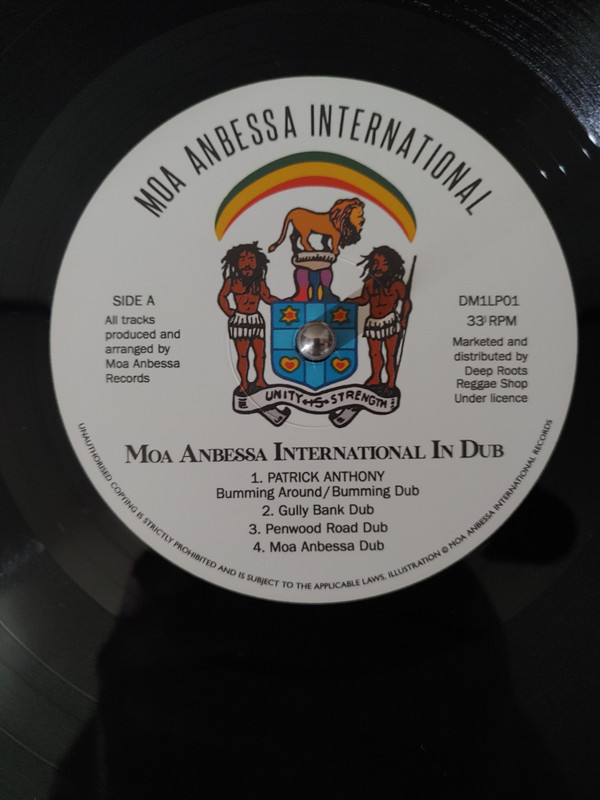 MOA ANBESSA INTERNATIONAL
UNITY IS STRENGTH
SIDE A
All tracks
produced and
arranged by
Moa Anbessa
Records
DM1LP01
33⅓ RPM
Marketed and
distributed by
Deep Roots
Reggae Shop
Under licence
MOA ANBESSA INTERNATIONAL IN DUB
1. PATRICK ANTHONY
Bumming Around/Bumming Dub
2. Gully Bank Dub
3. Penwood Road Dub
4. Moa Anbessa Dub
UNAUTHORISED COPYING IS STRICTLY PROHIBITED AND IS SUBJECT TO THE APPLICABLE LAWS. ILLUSTRATION © MOA ANBESSA INTERNATIONAL RECORDS